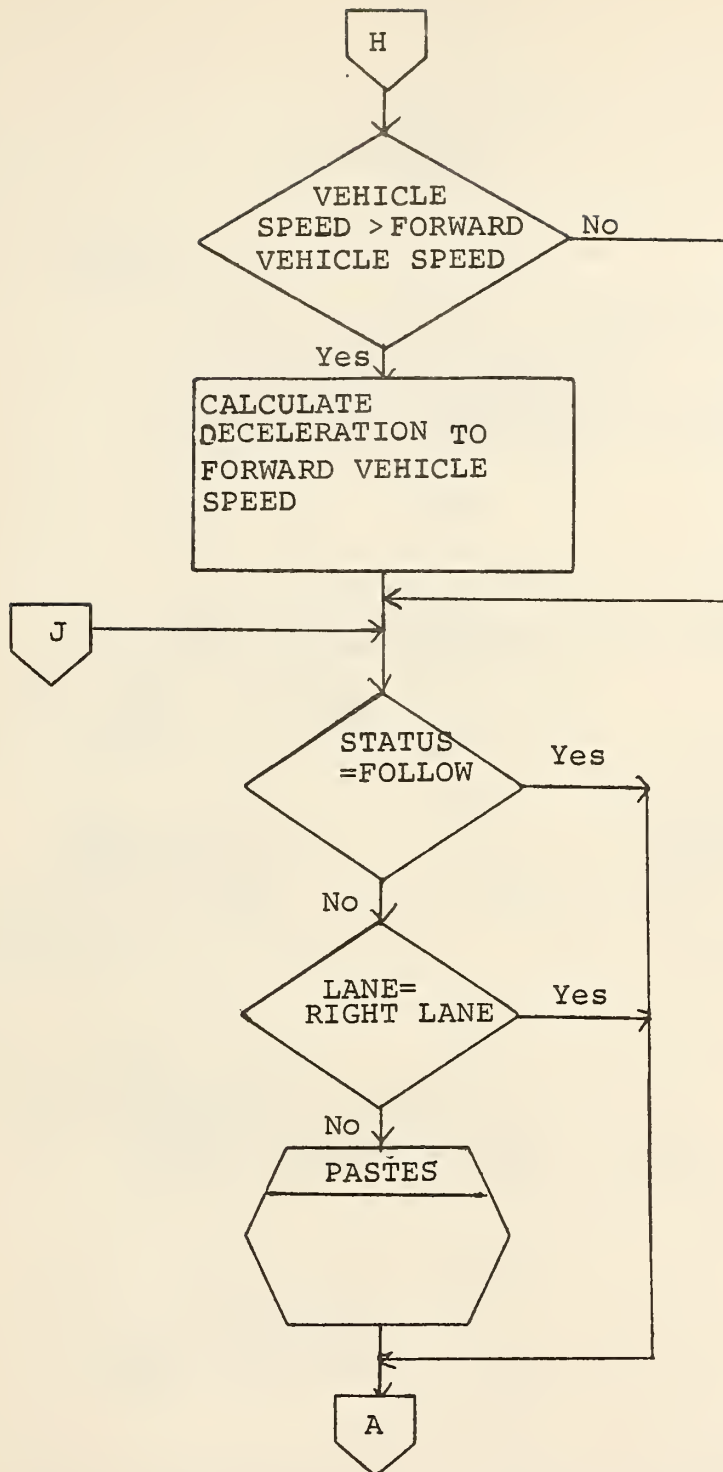 H
VEHICLE
SPEED > FORWARD
VEHICLE SPEED
No
Yes
CALCULATE
DECELERATION TO
FORWARD VEHICLE
SPEED
J
STATUS
=FOLLOW
Yes
No
LANE=
RIGHT LANE
Yes
No
PASTES
A